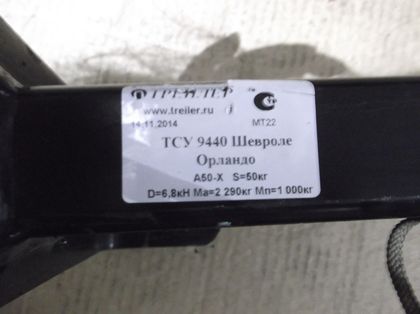 ТРЕЙЛЕР
www.treiler.ru
14.11.2014 МТ22
ТСУ 9440 Шевроле
Орландо
А50-Х S=50кг
D=6,8кН Ма=2 290кг Мп=1 000кг